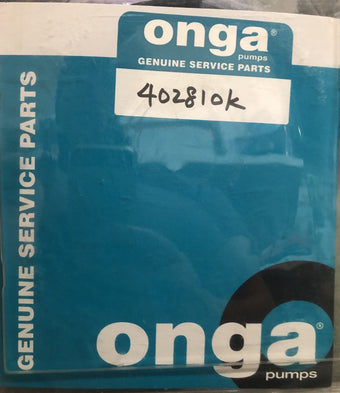 onga®
pumps
GENUINE SERVICE PARTS
402810K
GENUINE SERVICE PARTS
onga®
pumps